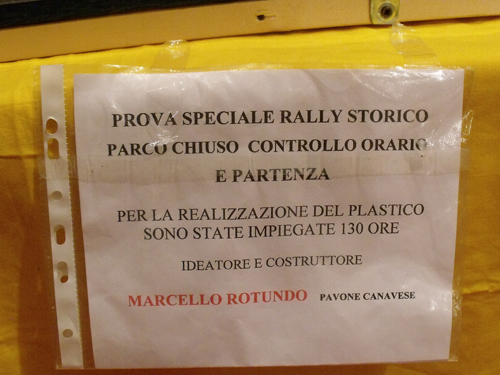 PROVA SPECIALE RALLY STORICO
PARCO CHIUSO CONTROLLO ORARIO
E PARTENZA
PER LA REALIZZAZIONE DEL PLASTICO
SONO STATE IMPIEGATE 130 ORE
IDEATORE E COSTRUTTORE
MARCELLO ROTUNDO PAVONE CANAVESE